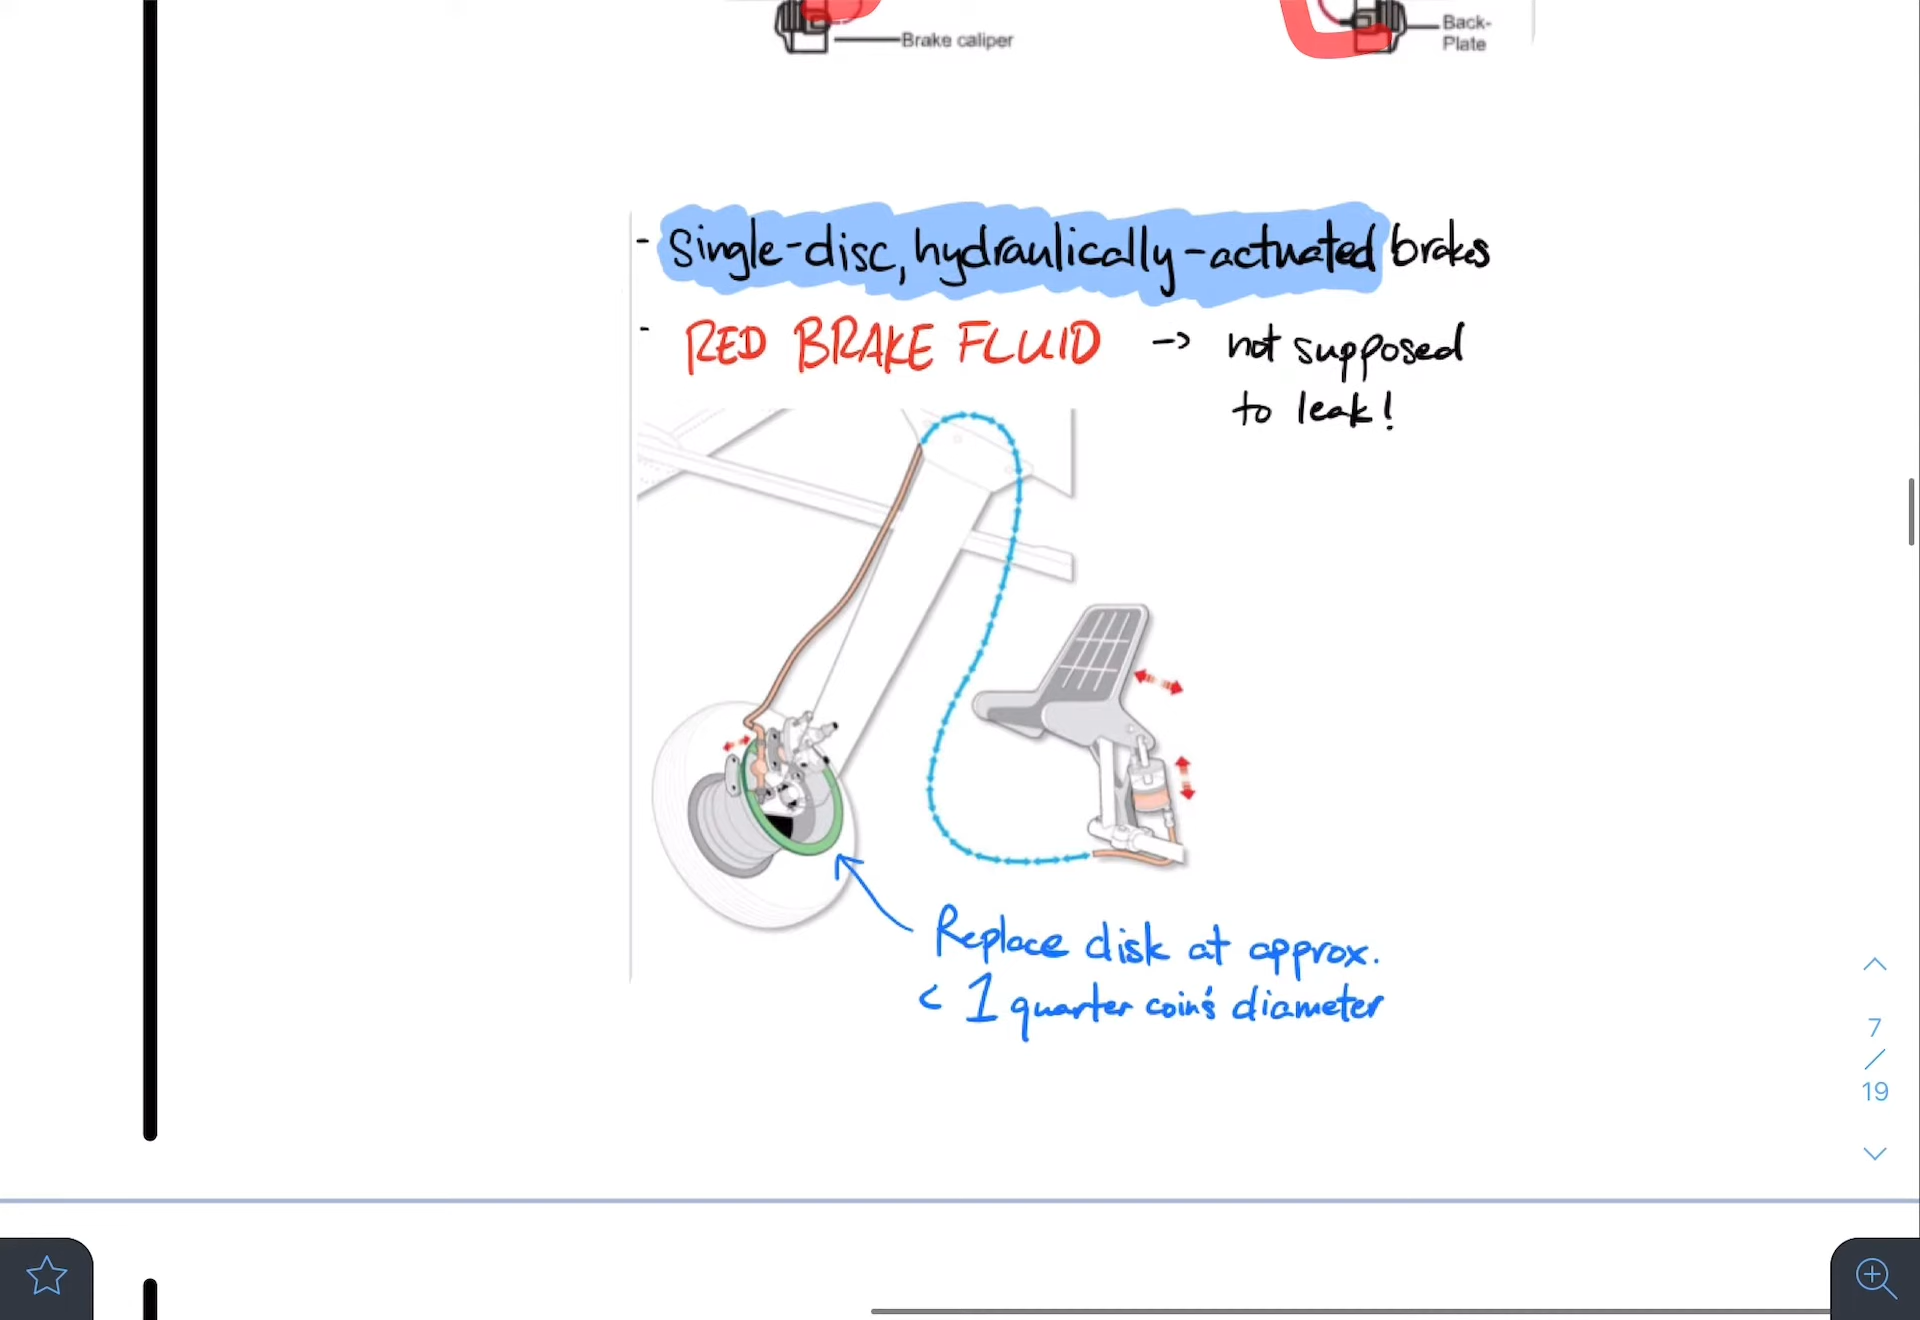 Brake caliper
Back-
Plate
- Single-disc, hydraulically-actuated brakes
- RED BRAKE FLUID -> not supposed
to leak!
Replace disk at approx.
< 1 quarter coin's diameter
7
/
19